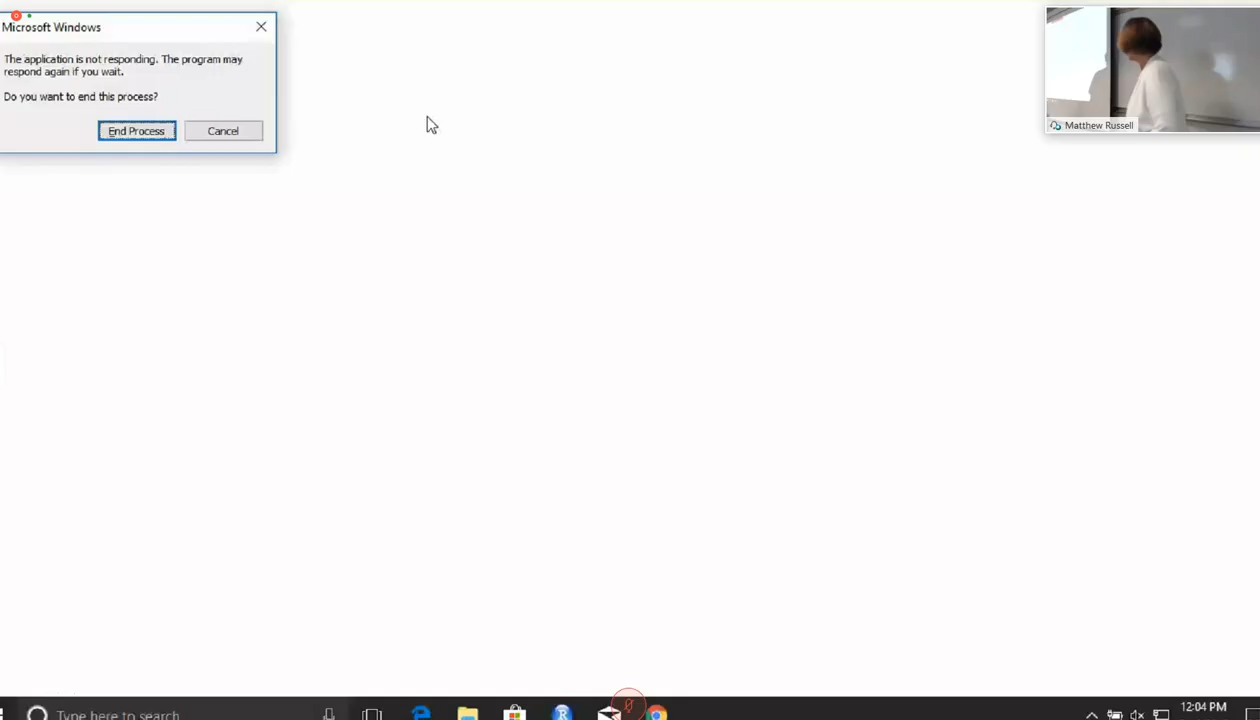 Microsoft Windows
The application is not responding. The program may
respond again if you wait.
Do you want to end this process?
End Process
Cancel
Matthew Russell
Type here to search
12:04 PM